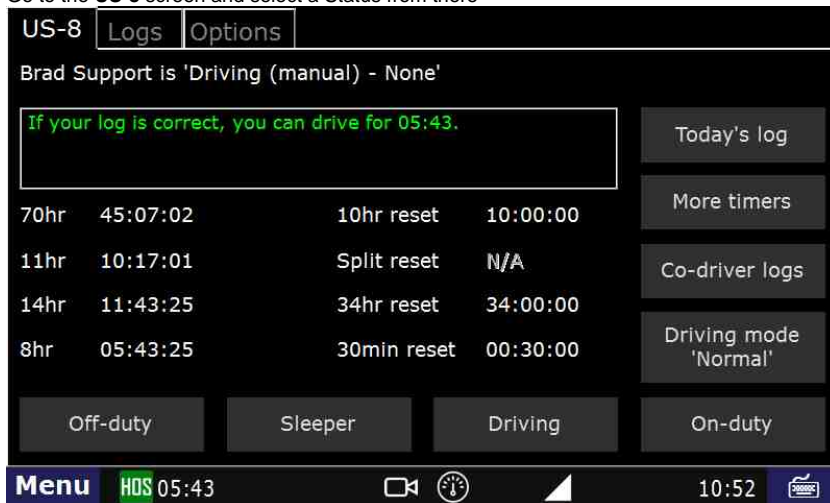 Go to the US-8 screen and select a Status from there
US-8 Logs Options
Brad Support is 'Driving (manual) - None'
If your log is correct, you can drive for 05:43.
Today's log
More timers
70hr 45:07:02 10hr reset 10:00:00
11hr 10:17:01 Split reset N/A
Co-driver logs
14hr 11:43:25 34hr reset 34:00:00
8hr 05:43:25 30min reset 00:30:00
Driving mode
'Normal'
Off-duty Sleeper Driving On-duty
Menu HOS 05:43 10:52